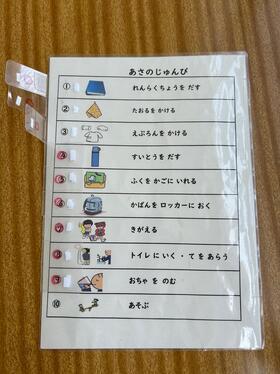 あさのじゅんび
① れんらくちょうを だす
② たおるを かける
③ えぷろんを かける
④ すいとうを だす
⑤ ふくを かごに いれる
⑥ かばんを ロッカーに おく
⑦ きがえる
⑧ トイレ に いく ・ て を あらう
⑨ おちゃ を のむ
⑩ あそぶ